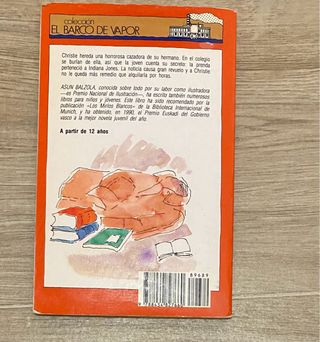 colección
EL BARCO DE VAPOR
Christie hereda una horrorosa cazadora de su hermano. En el colegio
se burlan de ella, así que la joven cuenta su secreto: la prenda
perteneció a Indiana Jones. La noticia causa gran revuelo y a Christie
no le queda más remedio que alquilarla por horas.
ASUN BALZOLA, conocida sobre todo por su labor como ilustradora
—es Premio Nacional de Ilustración—, ha escrito también numerosos
libros para niños y jóvenes. Este libro ha sido recomendado por la
publicación «Los Mirlos Blancos» de la Biblioteca Internacional de
Munich, y ha obtenido, en 1990, el Premio Euskadi del Gobierno
vasco a la mejor novela juvenil del año.
A partir de 12 años
89689